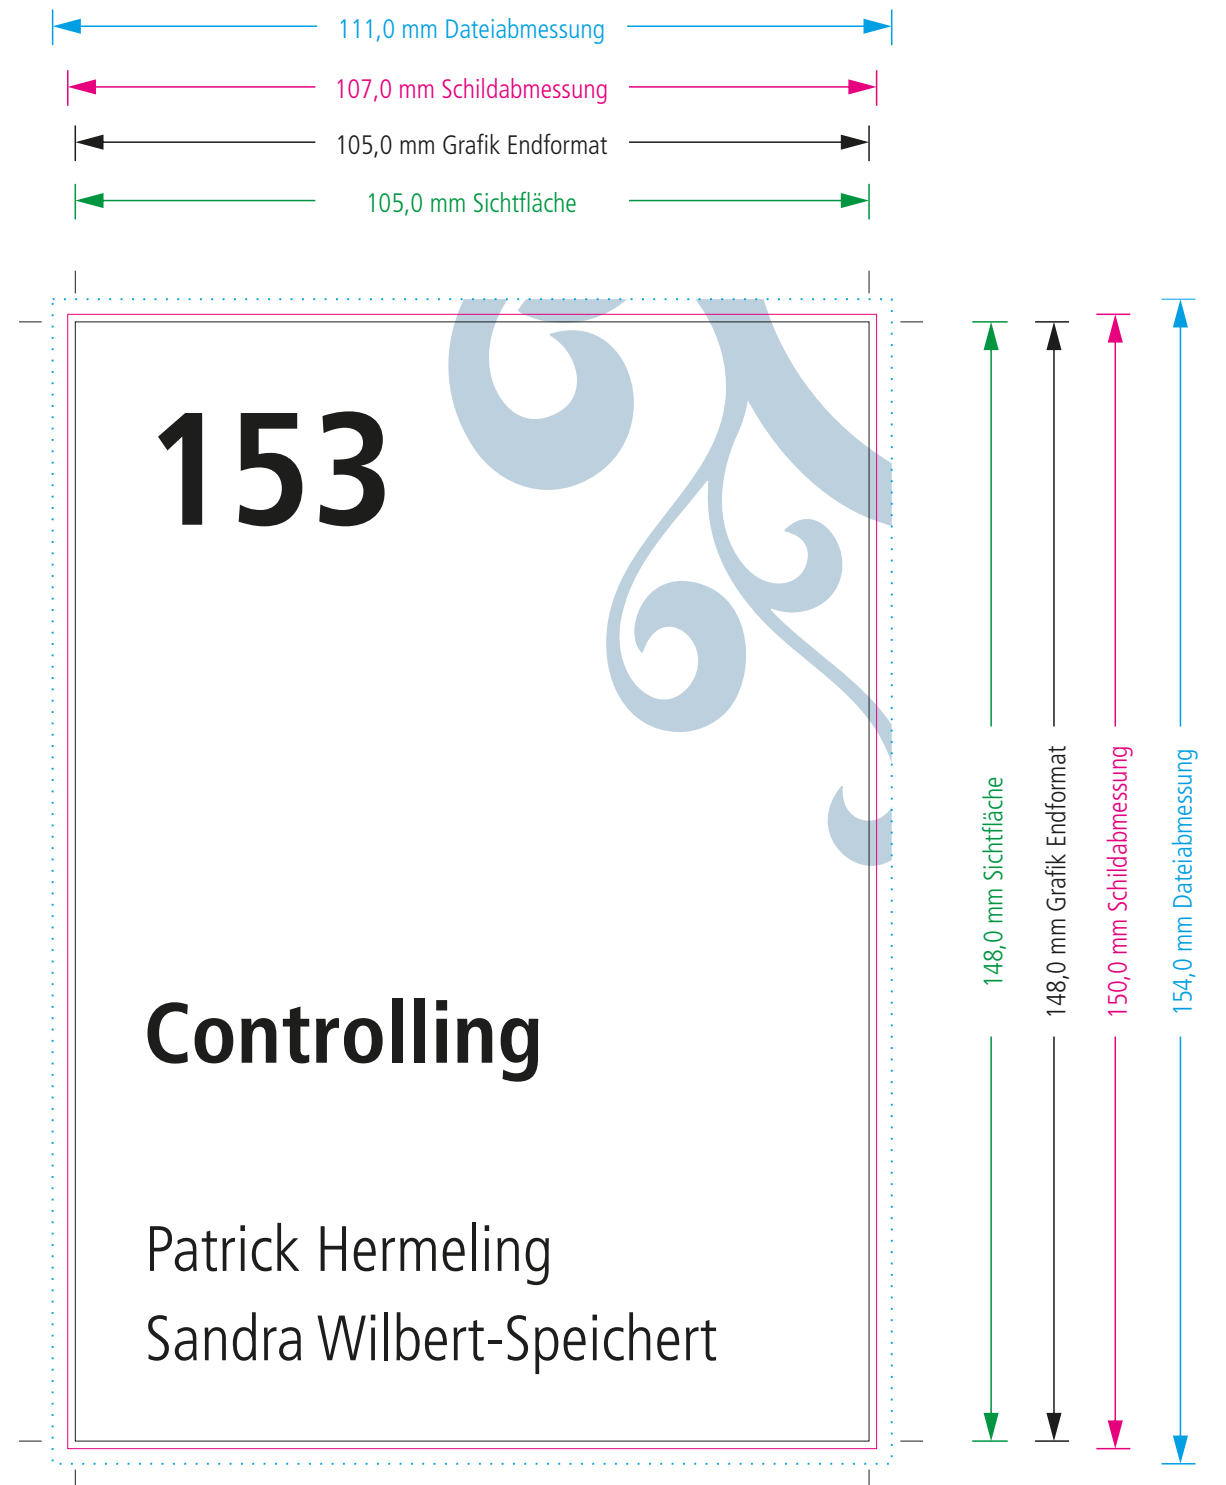 111,0 mm Dateiabmessung
107,0 mm Schildabmessung
105,0 mm Grafik Endformat
105,0 mm Sichtfläche
153
Controlling
Patrick Hermeling
Sandra Wilbert-Speichert
148,0 mm Sichtfläche
148,0 mm Grafik Endformat
150,0 mm Schildabmessung
154,0 mm Dateiabmessung